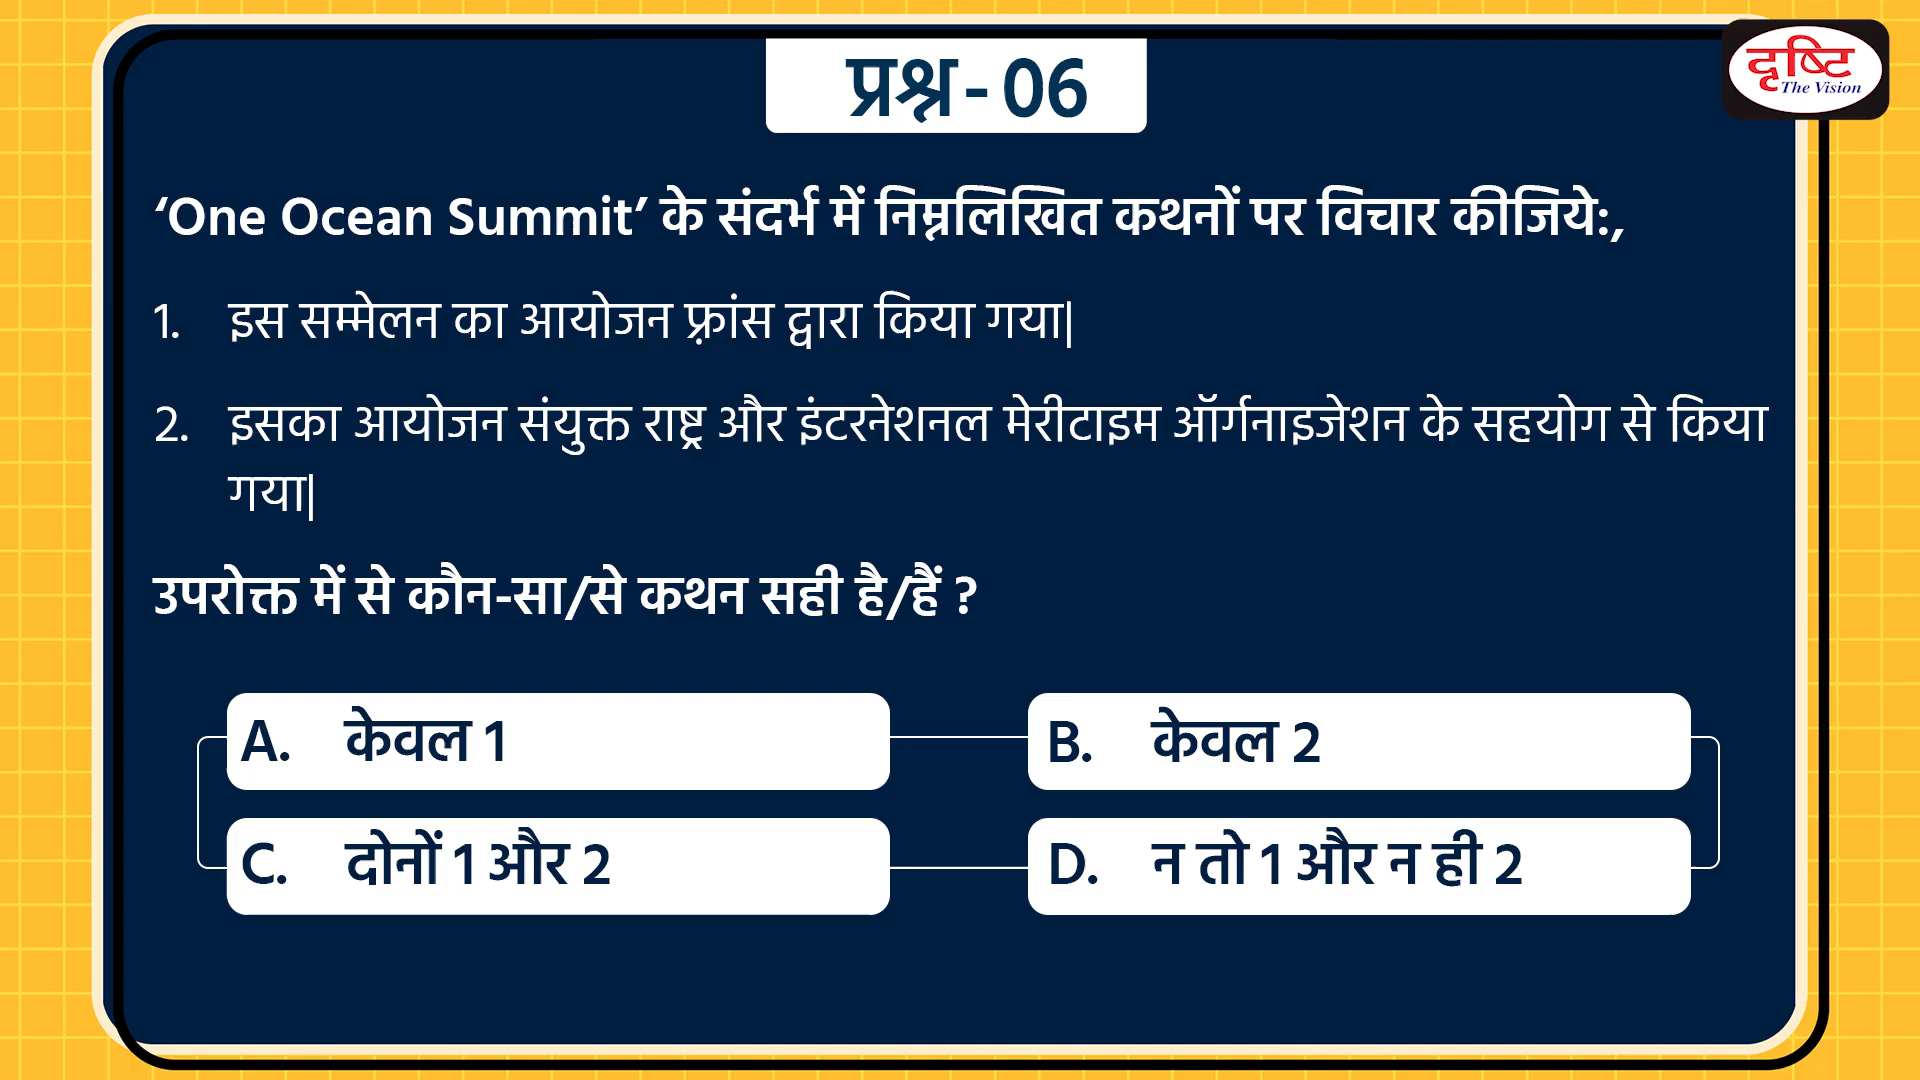 प्रश्न - 06
दृष्टि
The Vision
‘One Ocean Summit’ के संदर्भ में निम्नलिखित कथनों पर विचार कीजिये:,
1. इस सम्मेलन का आयोजन फ़्रांस द्वारा किया गया|
2. इसका आयोजन संयुक्त राष्ट्र और इंटरनेशनल मेरीटाइम ऑर्गनाइजेशन के सहयोग से किया
गया|
उपरोक्त में से कौन-सा/से कथन सही है/हैं ?
A. केवल 1
B. केवल 2
C. दोनों 1 और 2
D. न तो 1 और न ही 2